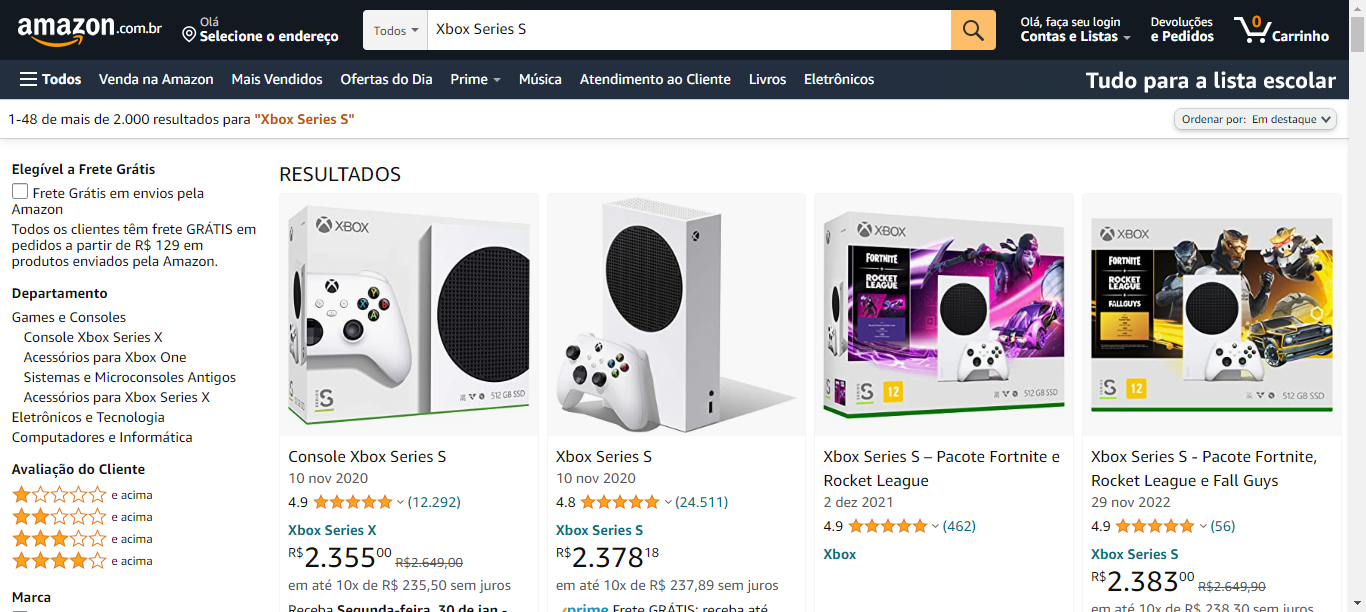 amazon.com.br
Olá
Selecione o endereço
Todos
Xbox Series S
Olá, faça seu login
Contas e Listas
Devoluções
e Pedidos
0
Carrinho
Todos
Venda na Amazon
Mais Vendidos
Ofertas do Dia
Prime
Música
Atendimento ao Cliente
Livros
Eletrônicos
Tudo para a lista escolar
1-48 de mais de 2.000 resultados para "Xbox Series S"
Ordenar por: Em destaque
Elegível a Frete Grátis
Frete Grátis em envios pela
Amazon
Todos os clientes têm frete GRÁTIS em
pedidos a partir de R$ 129 em
produtos enviados pela Amazon.
Departamento
Games e Consoles
Console Xbox Series X
Acessórios para Xbox One
Sistemas e Microconsoles Antigos
Acessórios para Xbox Series X
Eletrônicos e Tecnologia
Computadores e Informática
Avaliação do Cliente
e acima
e acima
e acima
e acima
Marca
RESULTADOS
XBOX
SERIES S
512 GB SSD
Console Xbox Series S
10 nov 2020
4.9 (12.292)
Xbox Series X
R$2.35500 R$2.649,00
em até 10x de R$ 235,50 sem juros
Receba Segunda-feira, 30 de jan -
Xbox Series S
10 nov 2020
4.8 (24.511)
Xbox Series S
R$2.37818
em até 10x de R$ 237,89 sem juros
prime Frete GRÁTIS: receba até
XBOX
FORTNITE
ROCKET
LEAGUE
SERIES S
12
512 GB SSD
Xbox Series S – Pacote Fortnite e
Rocket League
2 dez 2021
4.9 (462)
Xbox
XBOX
FORTNITE
ROCKET
LEAGUE
FALL GUYS
SERIES S
12
512 GB SSD
Xbox Series S - Pacote Fortnite,
Rocket League e Fall Guys
29 nov 2022
4.9 (56)
Xbox Series S
R$2.38300 R$2.649,90
em até 10x de R$ 238,30 sem juros